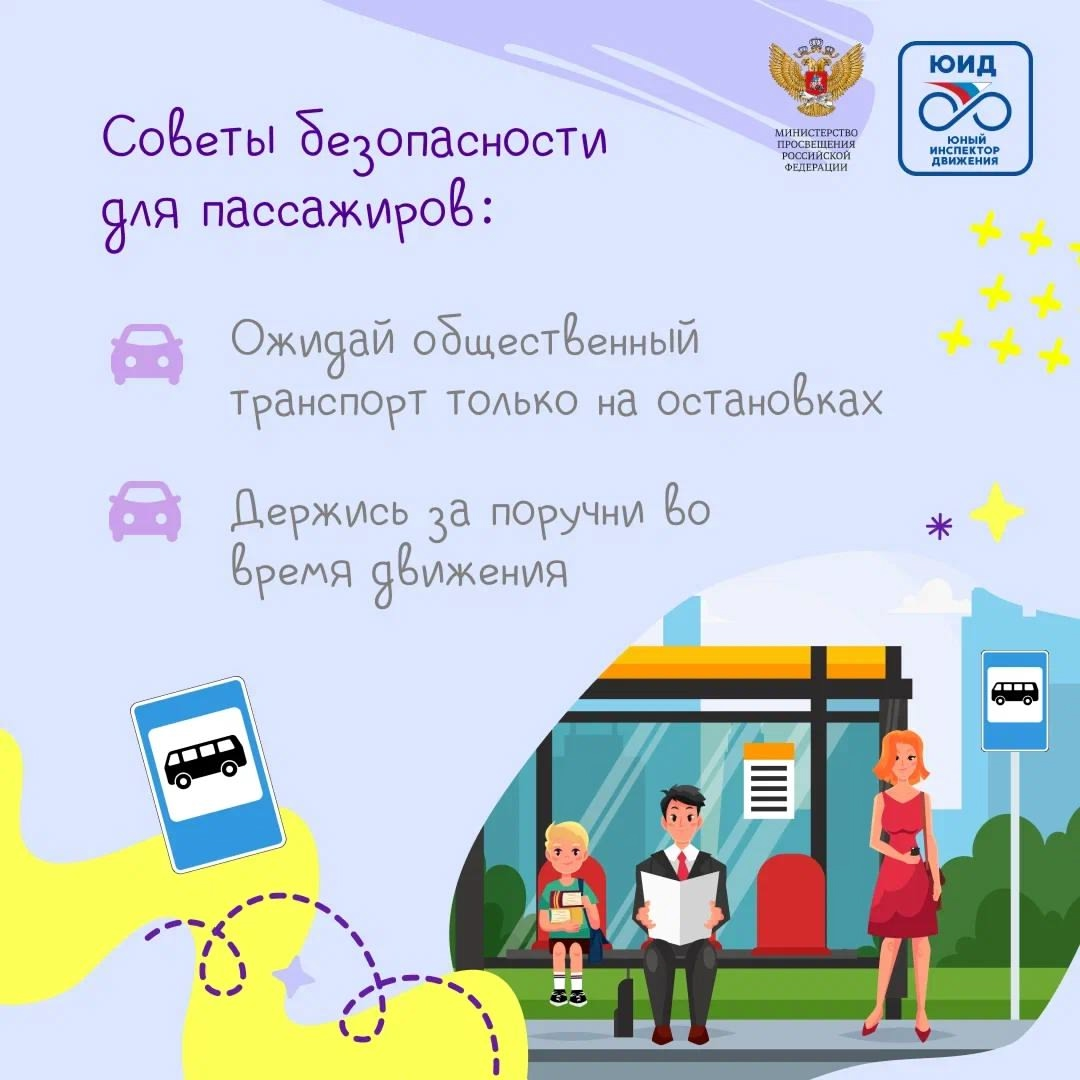 МИНИСТЕРСТВО
ПРОСВЕЩЕНИЯ
РОССИЙСКОЙ
ФЕДЕРАЦИИ
ЮИД
ЮНЫЙ
ИНСПЕКТОР
ДВИЖЕНИЯ
Советы безопасности
для пассажиров:
Ожидай общественный
транспорт только на остановках
Держись за поручни во
время движения